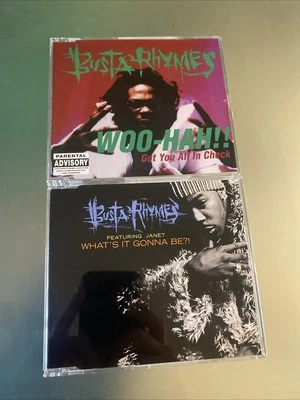 BUSTA RHYMES
WOO-HAH!!
Got You All In Check
PARENTAL
ADVISORY
BUSTA RHYMES
FEATURING JANET
WHAT'S IT GONNA BE?!